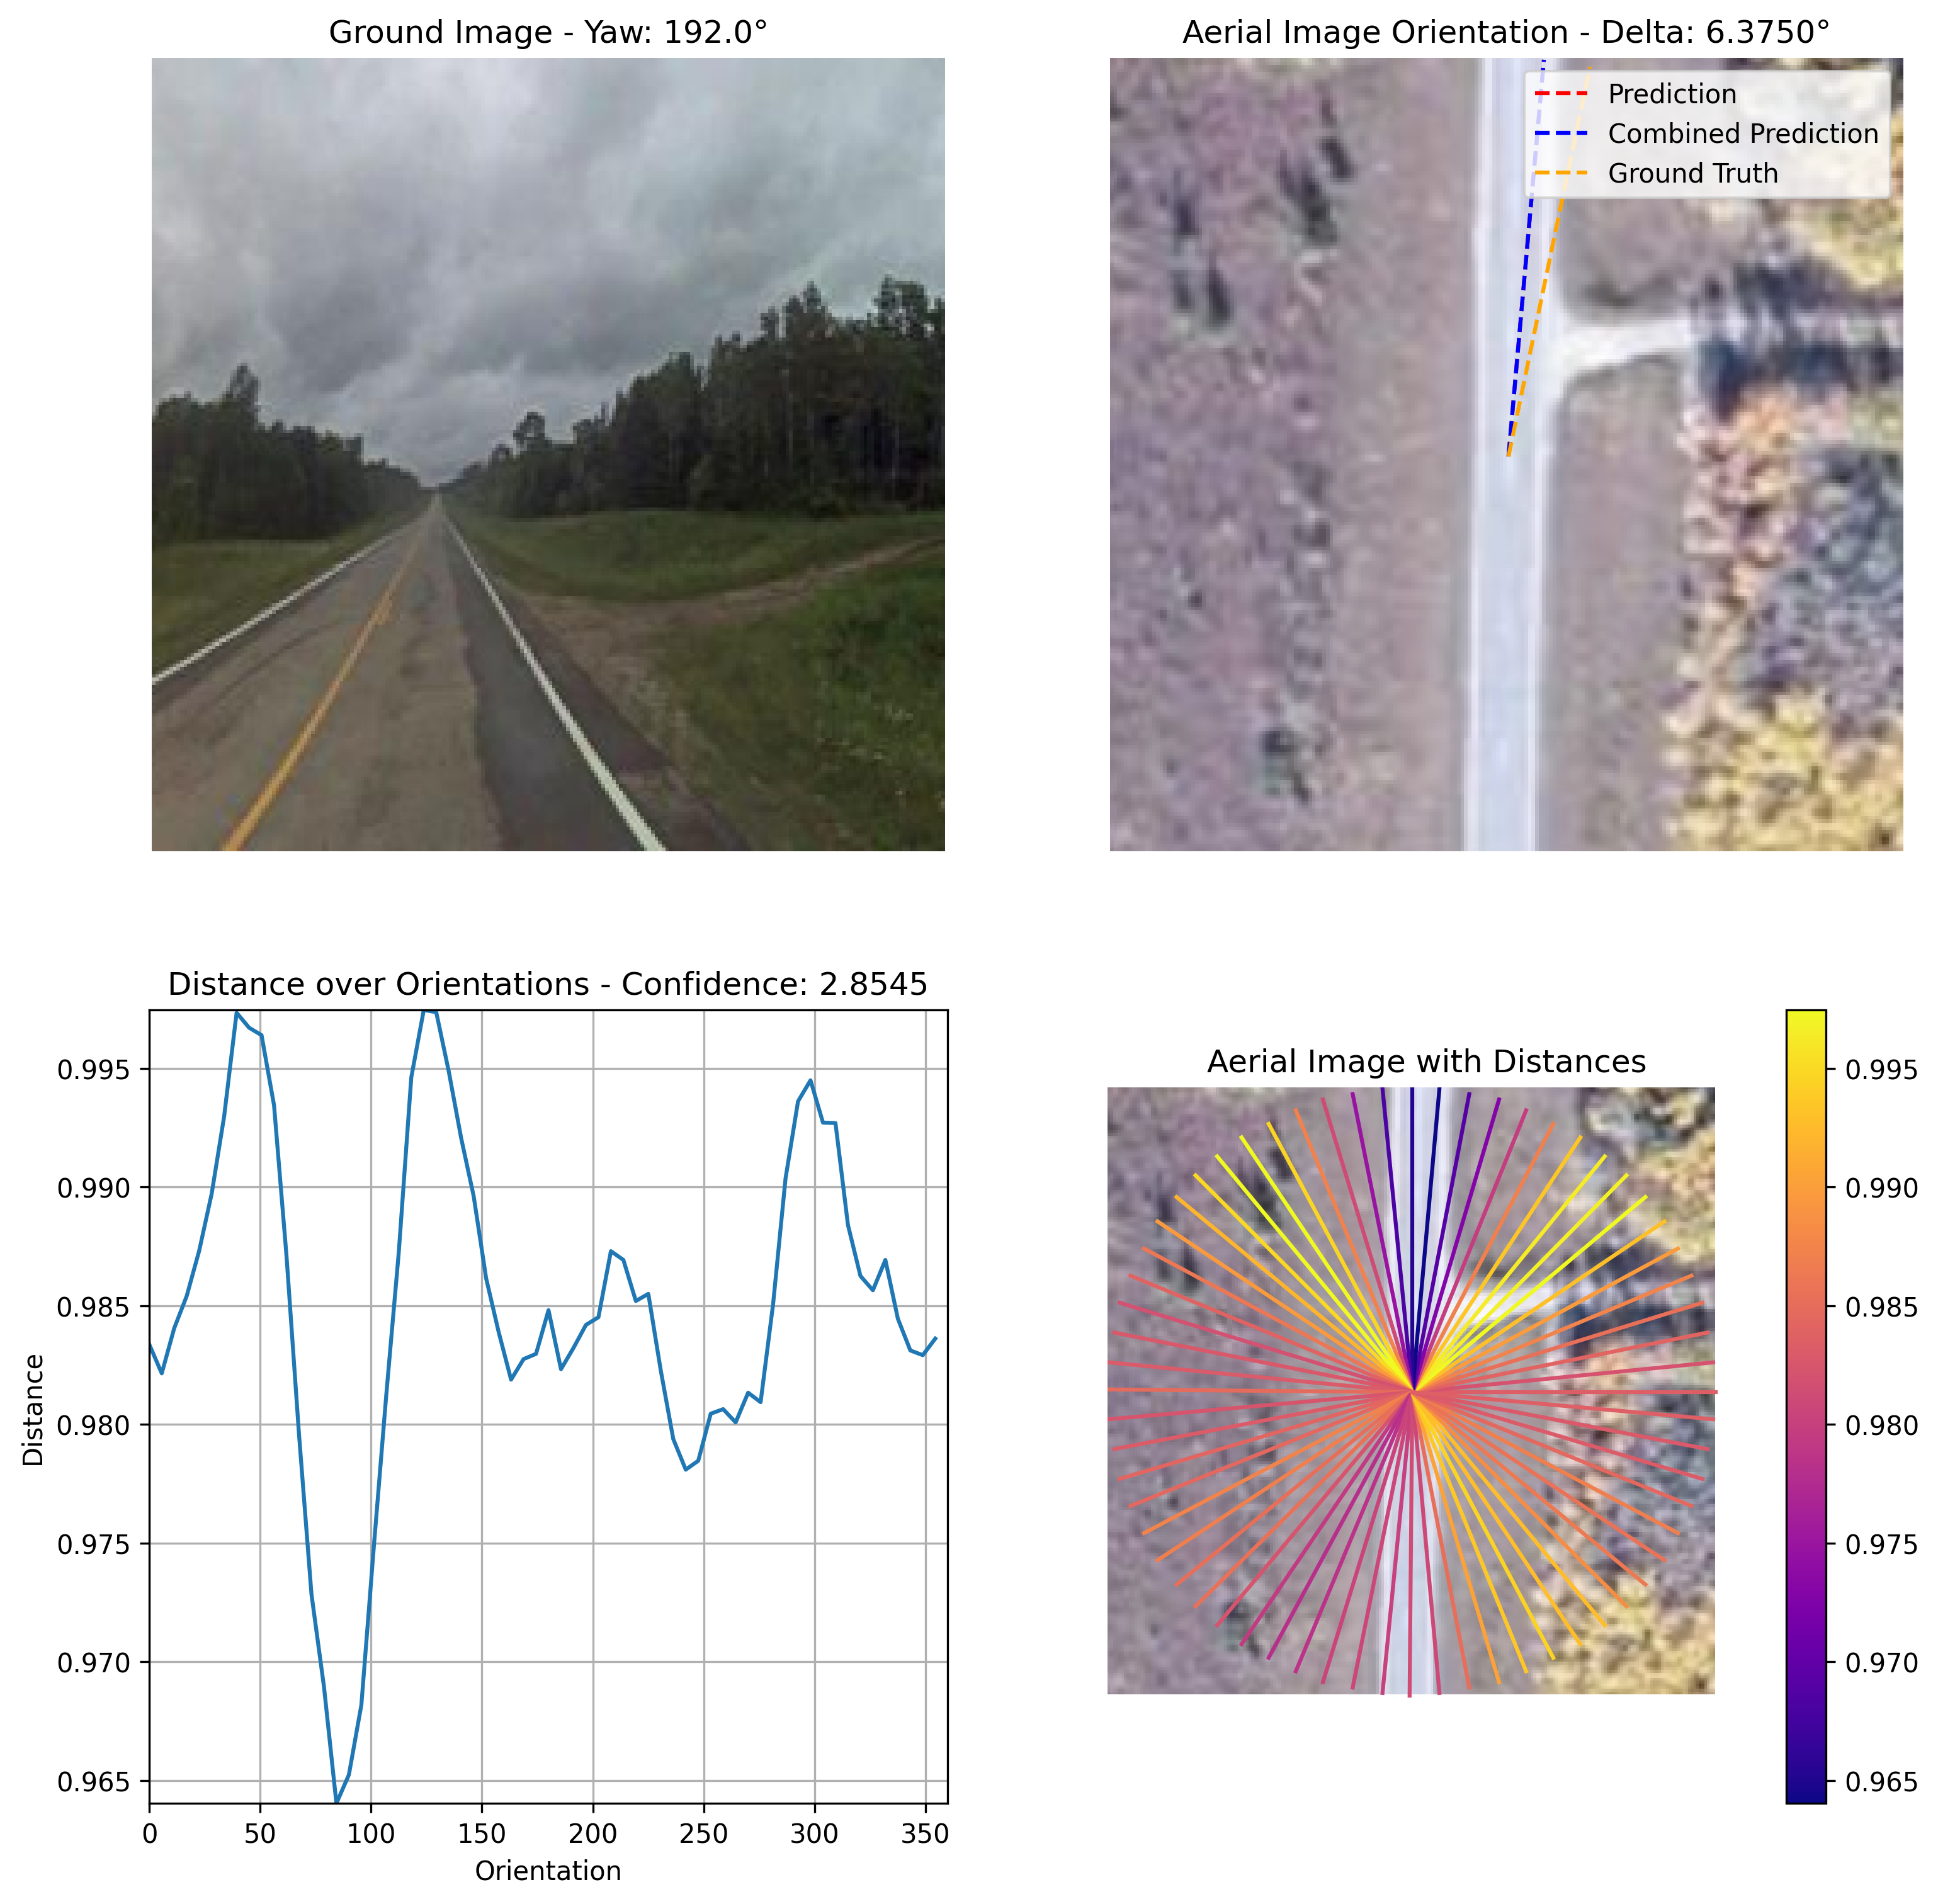 Ground Image - Yaw: 192.0°
Aerial Image Orientation - Delta: 6.3750°
Prediction
Combined Prediction
Ground Truth
Distance over Orientations - Confidence: 2.8545
0.995
0.990
0.985
0.980
0.975
0.970
0.965
Distance
0
50
100
150
200
250
300
350
Orientation
Aerial Image with Distances
0.995
0.990
0.985
0.980
0.975
0.970
0.965